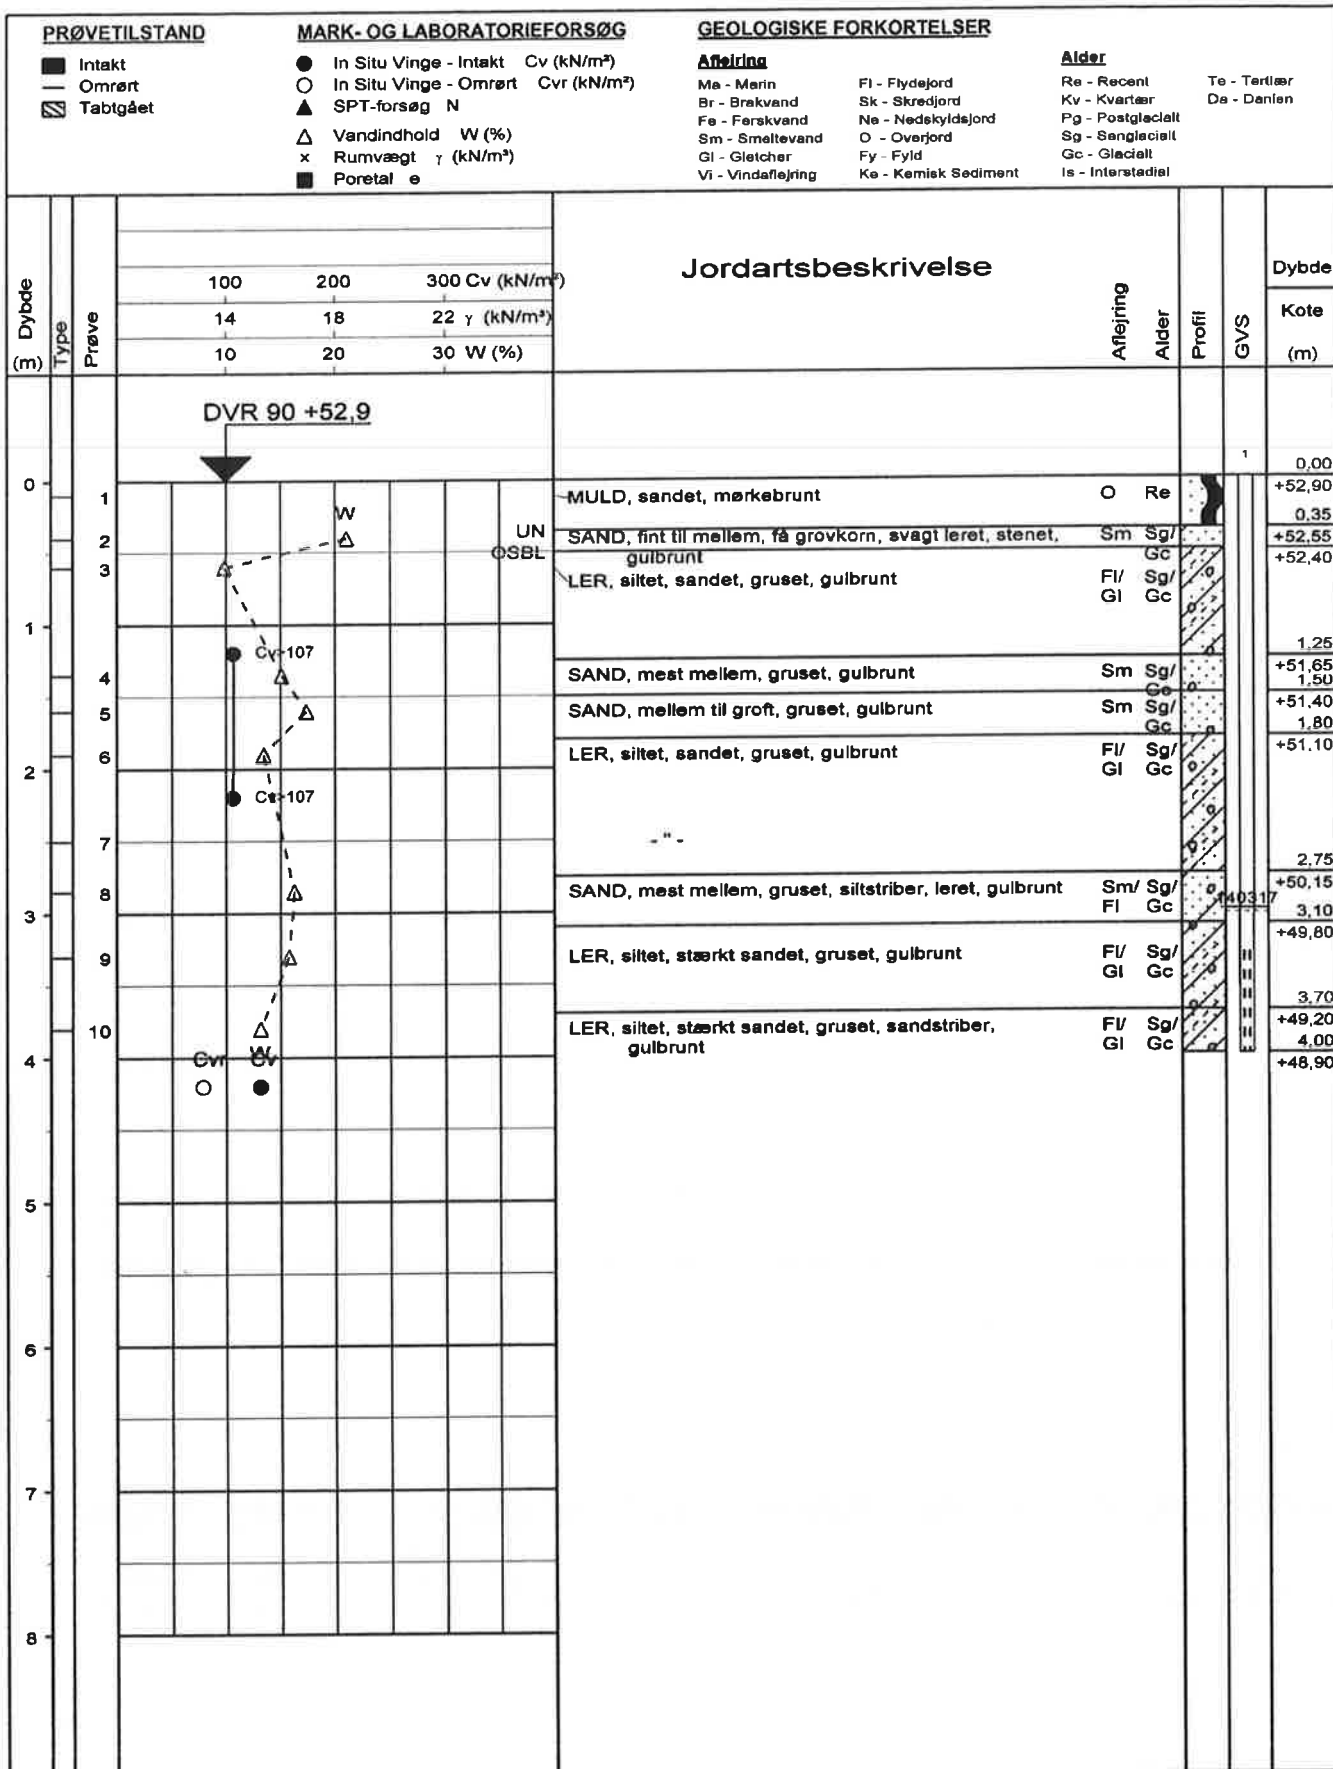 PRØVETILSTAND
Intakt
Omrørt
Tabtgået
MARK- OG LABORATORIEFORSØG
In Situ Vinge - Intakt Cv (kN/m²)
In Situ Vinge - Omrørt Cvr (kN/m²)
SPT-forsøg N
Vandindhold W (%)
Rumvægt γ (kN/m³)
Poretal e
GEOLOGISKE FORKORTELSER
Aflejring
Ma - Marin
Br - Brakvand
Fe - Ferskvand
Sm - Smeltevand
Gl - Gletcher
Vi - Vindaflejring
Fl - Flydejord
Sk - Skredjord
Ne - Nedskyldsjord
O - Overjord
Fy - Fyld
Ke - Kemisk Sediment
Alder
Re - Recent
Kv - Kvartær
Pg - Postglacialt
Sg - Senglacialt
Gc - Glacialt
Is - Interstadial
Te - Tertiær
Da - Danien
Dybde
(m)
Type
Prøve
100 200 300 Cv (kN/m²)
14 18 22 γ (kN/m³)
10 20 30 W (%)
Jordartsbeskrivelse
Aflejring
Alder
Profil
GVS
Dybde
Kote
(m)
DVR 90 +52,9
1
0,00
0
1
MULD, sandet, mørkebrunt O Re
+52,90
0,35
W
2
UN
OSBL
SAND, fint til mellem, få grovkorn, svagt leret, stenet, Sm Sg/
gulbrunt Gc
+52,55
+52,40
3
LER, siltet, sandet, gruset, gulbrunt Fl/ Sg/
Gl Gc
1
1,25
Cv 107
4
SAND, mest mellem, gruset, gulbrunt Sm Sg/
Gc
+51,65
1,50
5
SAND, mellem til groft, gruset, gulbrunt Sm Sg/
Gc
+51,40
1,80
6
LER, siltet, sandet, gruset, gulbrunt Fl/ Sg/
Gl Gc
+51,10
2
Cv 107
7
- " -
2,75
8
SAND, mest mellem, gruset, siltstriber, leret, gulbrunt Sm/ Sg/
Fl Gc
+50,15
140317
3
3,10
+49,80
9
LER, siltet, stærkt sandet, gruset, gulbrunt Fl/ Sg/
Gl Gc
3,70
10
LER, siltet, stærkt sandet, gruset, sandstriber, Fl/ Sg/
gulbrunt Gl Gc
+49,20
4,00
+48,90
W
Cvr Cv
4
5
6
7
8